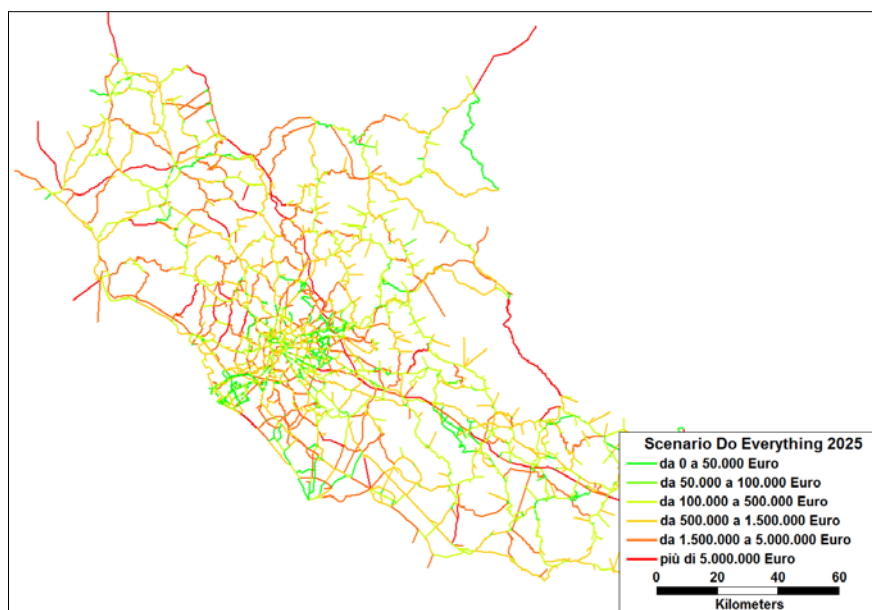 Scenario Do Everything 2025
da 0 a 50.000 Euro
da 50.000 a 100.000 Euro
da 100.000 a 500.000 Euro
da 500.000 a 1.500.000 Euro
da 1.500.000 a 5.000.000 Euro
più di 5.000.000 Euro
0 20 40 60
Kilometers